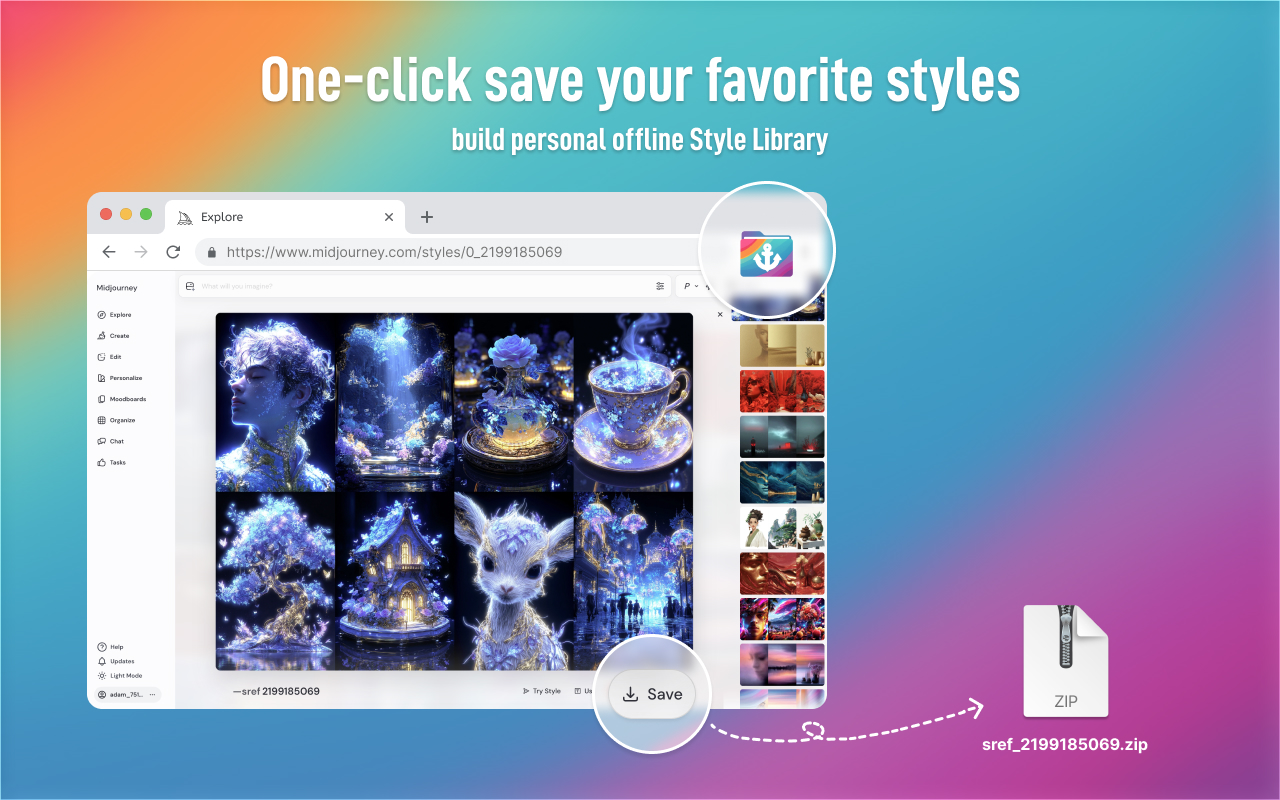 One-click save your favorite styles
build personal offline Style Library
Explore
https://www.midjourney.com/styles/0_2199185069
Midjourney
What will you imagine?
P
Explore
Create
Edit
Personalize
Moodboards
Organize
Chat
Tasks
Help
Updates
Light Mode
adam_751...
—sref 2199185069
Try Style
Save
ZIP
sref_2199185069.zip